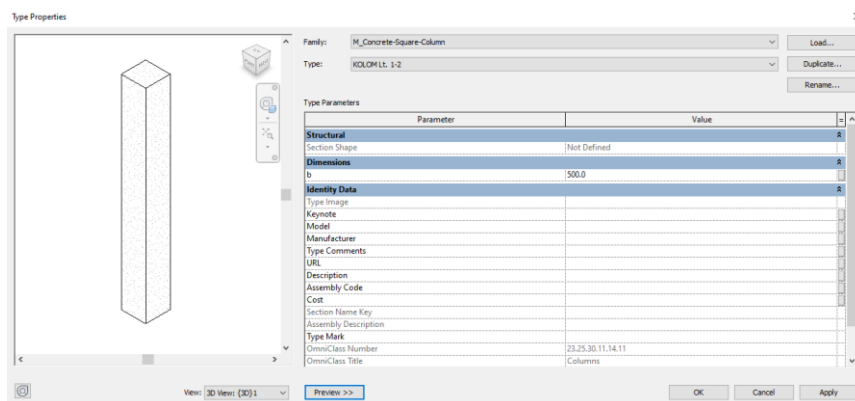 Type Properties
Family: M_Concrete-Square-Column Load...
Type: KOLOM Lt. 1-2 Duplicate...
Rename...
Type Parameters
Parameter Value =
Structural
Section Shape Not Defined
Dimensions
b 500.0
Identity Data
Type Image
Keynote
Model
Manufacturer
Type Comments
URL
Description
Assembly Code
Cost
Section Name Key
Assembly Description
Type Mark
OmniClass Number 23.25.30.11.14.11
OmniClass Title Columns
View: 3D View: {3D}1 Preview >> OK Cancel Apply